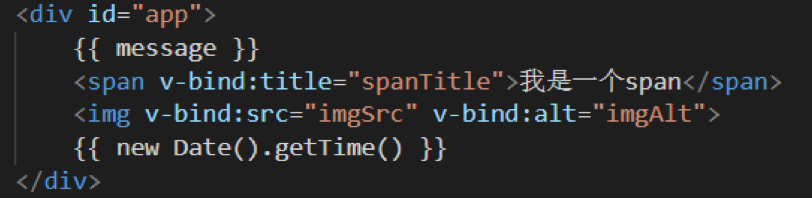 <div id="app">
{{ message }}
<span v-bind:title="spanTitle">我是一个span</span>
<img v-bind:src="imgSrc" v-bind:alt="imgAlt">
{{ new Date().getTime() }}
</div>